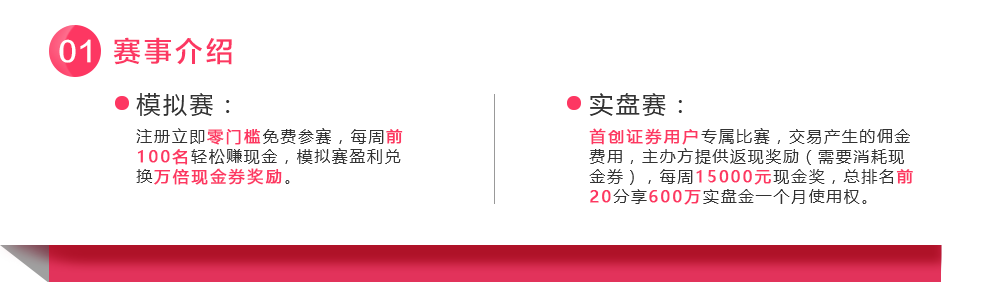 01 赛事介绍
模拟赛：
注册立即零门槛免费参赛，每周前
100名轻松赚现金，模拟赛盈利兑
换万倍现金券奖励。
实盘赛：
首创证券用户专属比赛，交易产生的佣金
费用，主办方提供返现奖励（需要消耗现
金券），每周15000元现金奖，总排名前
20分享600万实盘金一个月使用权。